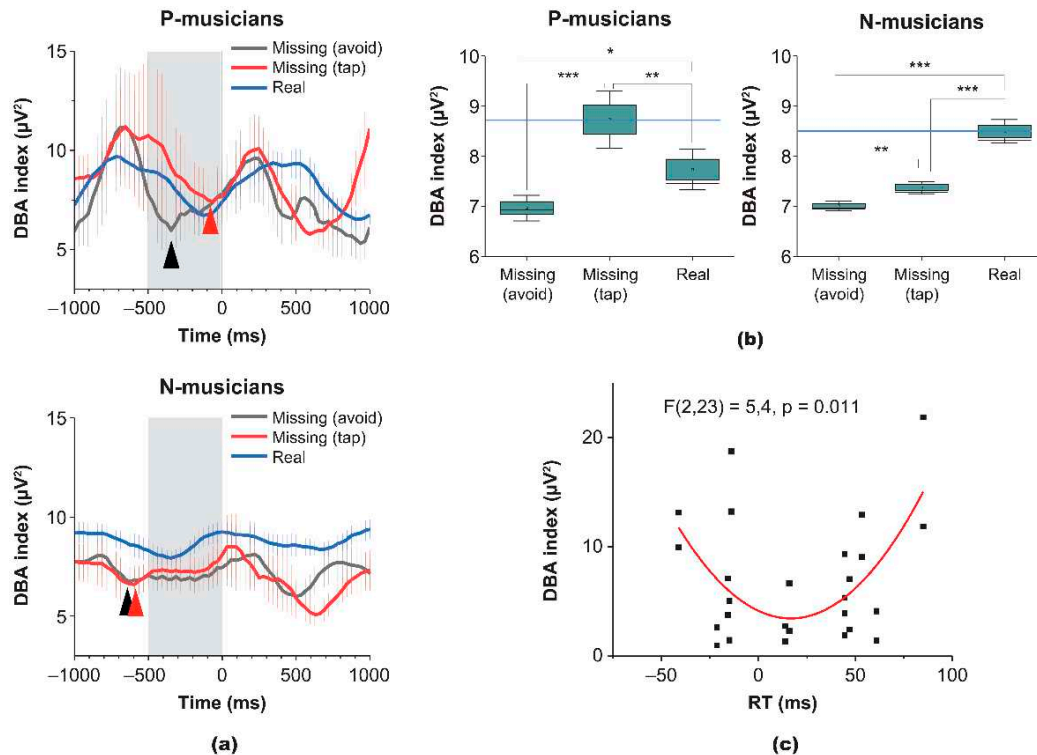 P-musicians
Missing (avoid)
Missing (tap)
Real
15
10
5
DBA index (µV²)
–1000
–500
0
500
1000
Time (ms)
N-musicians
Missing (avoid)
Missing (tap)
Real
15
10
5
DBA index (µV²)
–1000
–500
0
500
1000
Time (ms)
(a)
P-musicians
10
9
8
7
6
DBA index (µV²)
*
***
**
Missing (avoid)
Missing (tap)
Real
N-musicians
10
9
8
7
6
DBA index (µV²)
***
***
**
Missing (avoid)
Missing (tap)
Real
(b)
F(2,23) = 5,4, p = 0.011
20
10
0
DBA index (µV²)
–50
0
50
100
RT (ms)
(c)